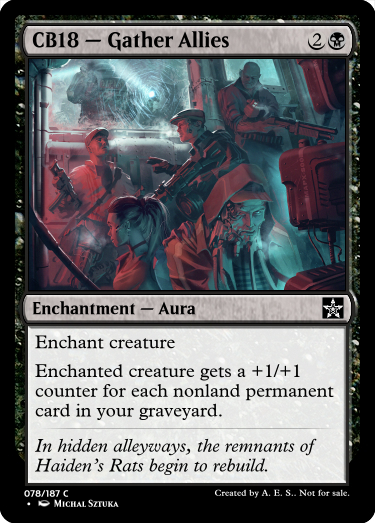 CB18 — Gather Allies 2
Enchantment — Aura
Enchant creature
Enchanted creature gets a +1/+1
counter for each nonland permanent
card in your graveyard.
In hidden alleyways, the remnants of
Haiden's Rats begin to rebuild.
078/187 C
Created by A. E. S.. Not for sale.
• Michal Sztuka